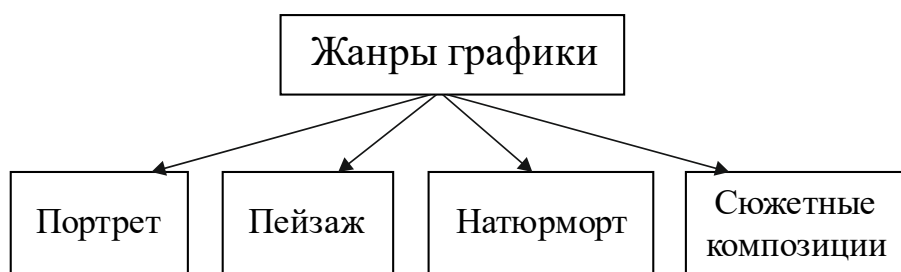 Жанры графики
Портрет
Пейзаж
Натюрморт
Сюжетные
композиции